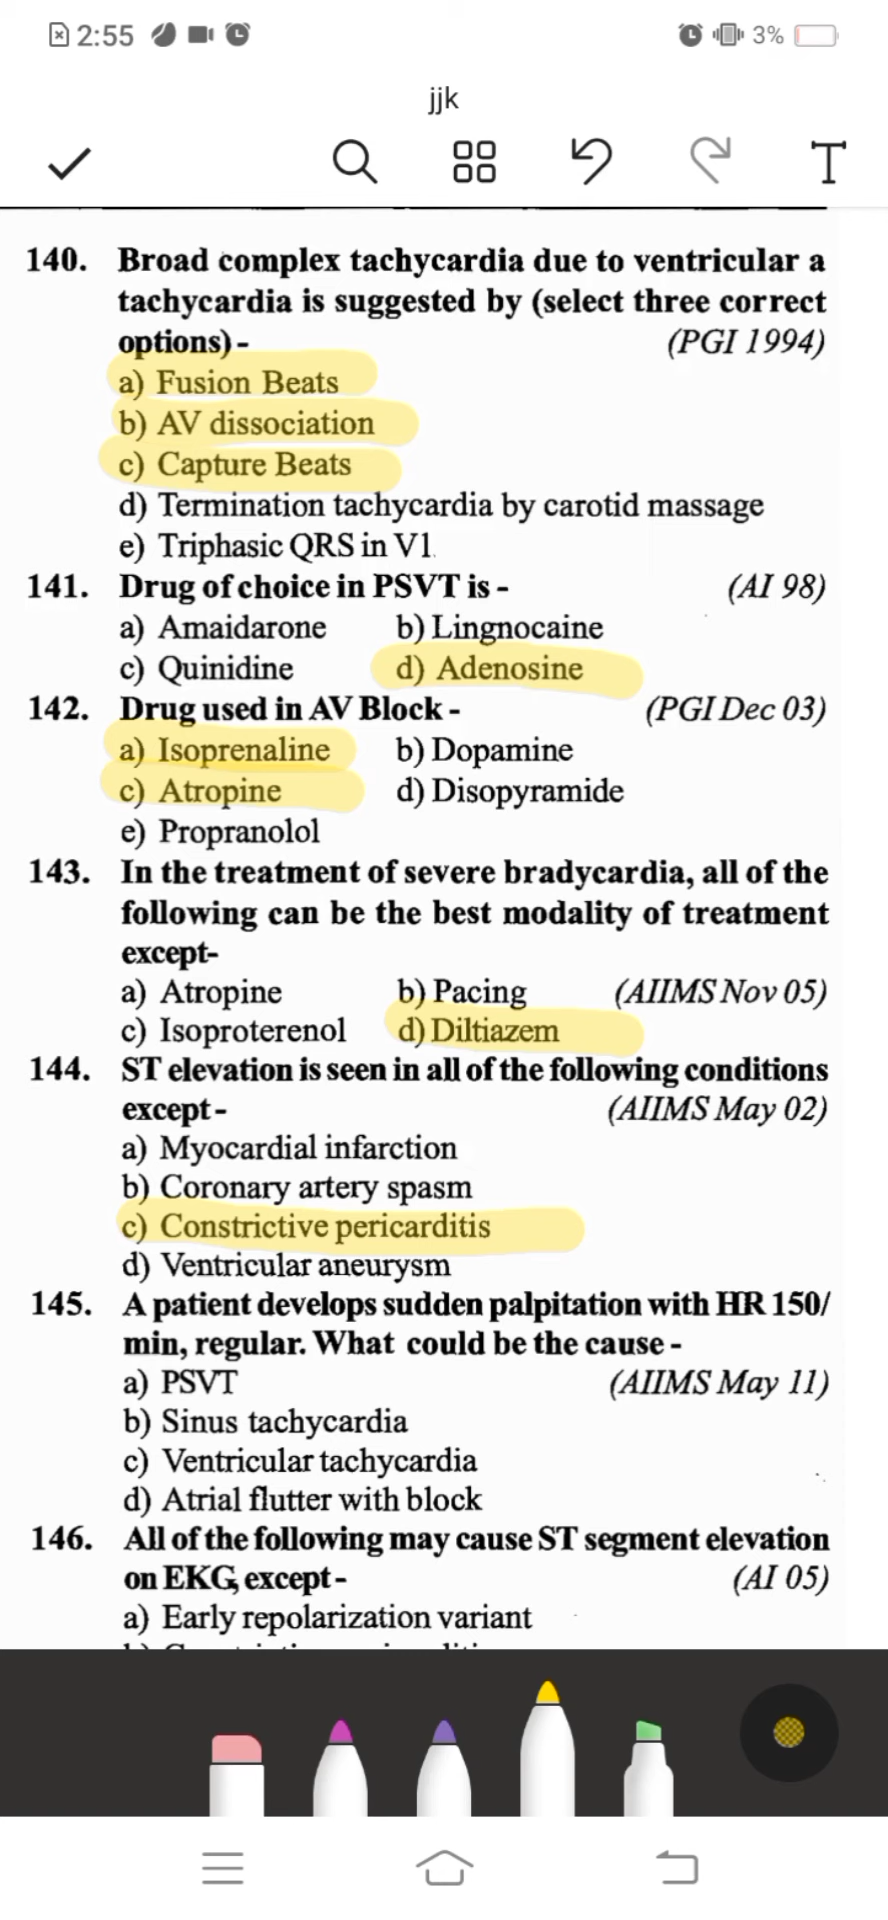 2:55
3%
jjk
T
140. Broad complex tachycardia due to ventricular a
tachycardia is suggested by (select three correct
options) - (PGI 1994)
a) Fusion Beats
b) AV dissociation
c) Capture Beats
d) Termination tachycardia by carotid massage
e) Triphasic QRS in V1
141. Drug of choice in PSVT is - (AI 98)
a) Amaidarone b) Lingnocaine
c) Quinidine d) Adenosine
142. Drug used in AV Block - (PGI Dec 03)
a) Isoprenaline b) Dopamine
c) Atropine d) Disopyramide
e) Propranolol
143. In the treatment of severe bradycardia, all of the
following can be the best modality of treatment
except-
a) Atropine b) Pacing (AIIMS Nov 05)
c) Isoproterenol d) Diltiazem
144. ST elevation is seen in all of the following conditions
except - (AIIMS May 02)
a) Myocardial infarction
b) Coronary artery spasm
c) Constrictive pericarditis
d) Ventricular aneurysm
145. A patient develops sudden palpitation with HR 150/
min, regular. What could be the cause -
a) PSVT (AIIMS May 11)
b) Sinus tachycardia
c) Ventricular tachycardia
d) Atrial flutter with block
146. All of the following may cause ST segment elevation
on EKG, except - (AI 05)
a) Early repolarization variant